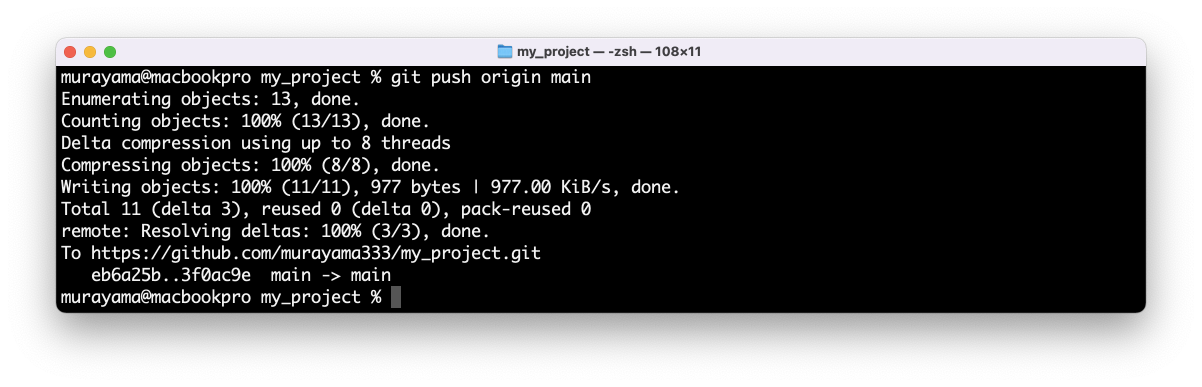 my_project — -zsh — 108×11
murayama@macbookpro my_project % git push origin main
Enumerating objects: 13, done.
Counting objects: 100% (13/13), done.
Delta compression using up to 8 threads
Compressing objects: 100% (8/8), done.
Writing objects: 100% (11/11), 977 bytes | 977.00 KiB/s, done.
Total 11 (delta 3), reused 0 (delta 0), pack-reused 0
remote: Resolving deltas: 100% (3/3), done.
To https://github.com/murayama333/my_project.git
   eb6a25b..3f0ac9e  main -> main
murayama@macbookpro my_project %